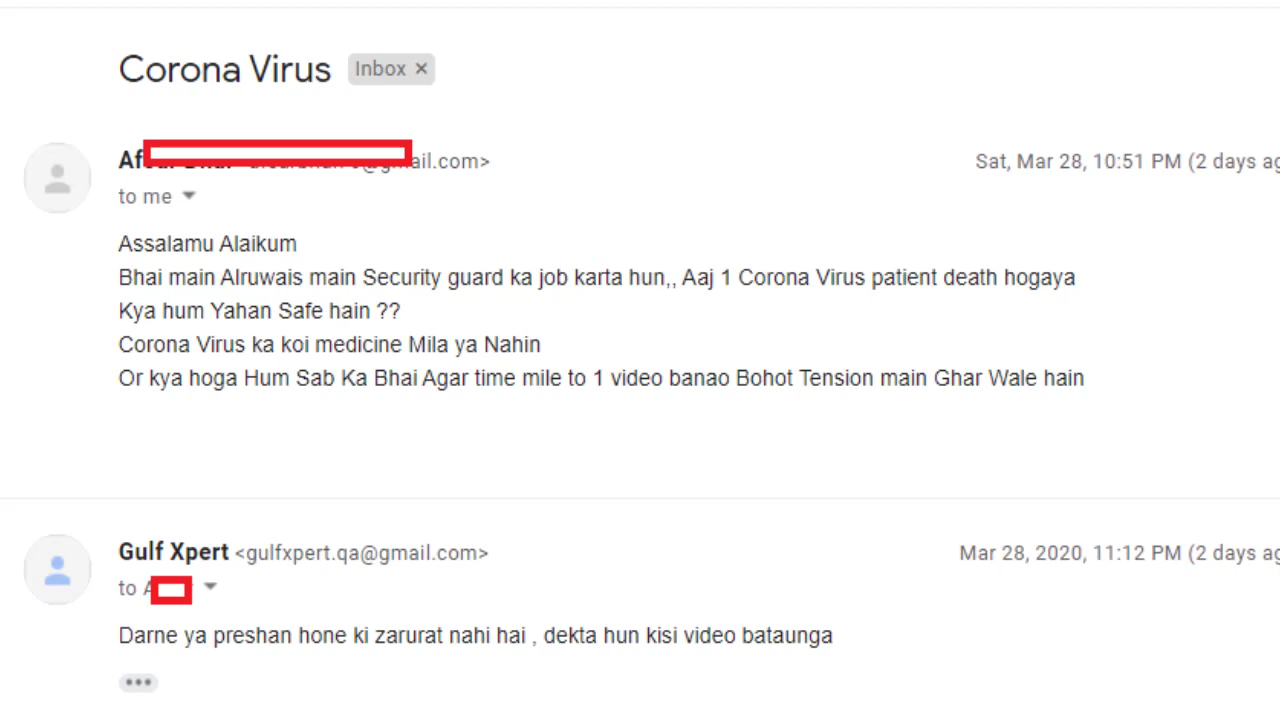 Corona Virus Inbox ×
Af ail.com> Sat, Mar 28, 10:51 PM (2 days ag
to me
Assalamu Alaikum
Bhai main Alruwais main Security guard ka job karta hun,, Aaj 1 Corona Virus patient death hogaya
Kya hum Yahan Safe hain ??
Corona Virus ka koi medicine Mila ya Nahin
Or kya hoga Hum Sab Ka Bhai Agar time mile to 1 video banao Bohot Tension main Ghar Wale hain
Gulf Xpert <gulfxpert.qa@gmail.com> Mar 28, 2020, 11:12 PM (2 days ag
to A
Darne ya preshan hone ki zarurat nahi hai , dekta hun kisi video bataunga